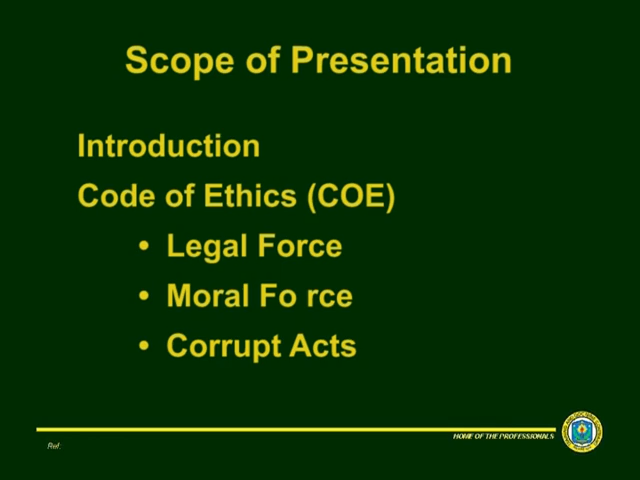 Scope of Presentation
Introduction
Code of Ethics (COE)
• Legal Force
• Moral Fo rce
• Corrupt Acts
HOME OF THE PROFESSIONALS
Ref: